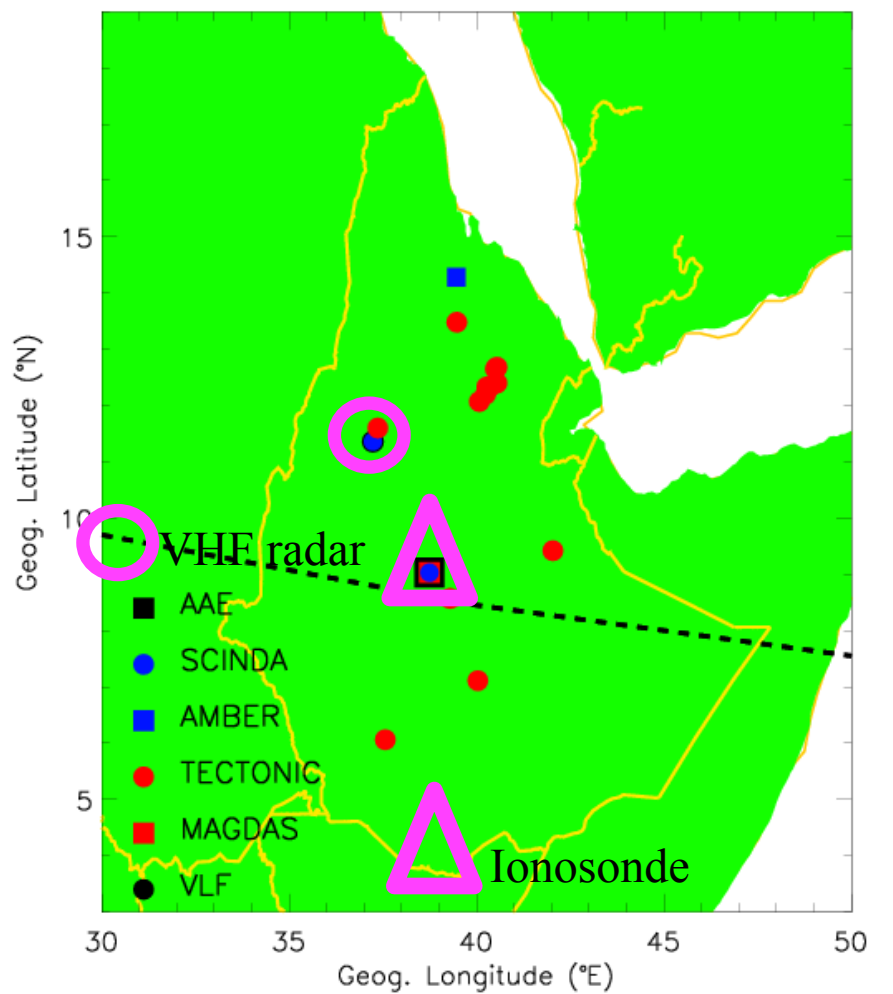 15
10
5
Geog. Latitude (°N)
VHF radar
AAE
SCINDA
AMBER
TECTONIC
MAGDAS
VLF
Ionosonde
30 35 40 45 50
Geog. Longitude (°E)